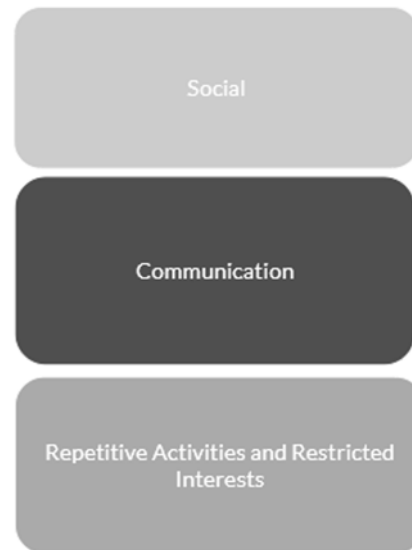 Social
Communication
Repetitive Activities and Restricted
Interests